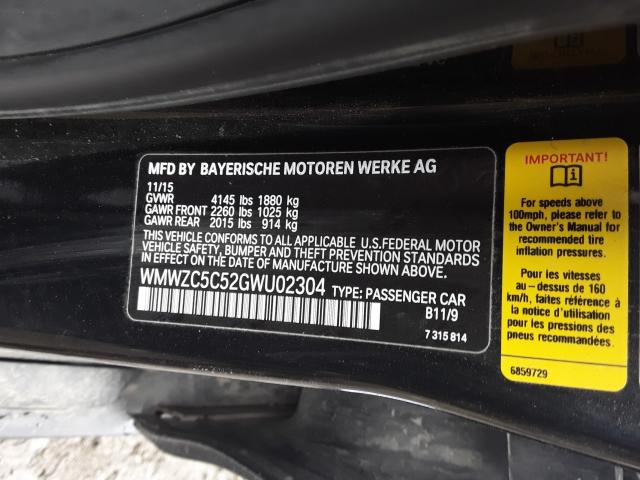 MFD BY BAYERISCHE MOTOREN WERKE AG
11/15
GVWR 4145 lbs 1880 kg
GAWR FRONT 2260 lbs 1025 kg
GAWR REAR 2015 lbs 914 kg
THIS VEHICLE CONFORMS TO ALL APPLICABLE U.S.FEDERAL MOTOR
VEHICLE SAFETY, BUMPER AND THEFT PREVENTION STANDARDS
IN EFFECT ON THE DATE OF MANUFACTURE SHOWN ABOVE.
WMWZC5C52GWU02304 TYPE: PASSENGER CAR
B11/9
7 315 814
IMPORTANT!
For speeds above
100mph, please refer to
the Owner's Manual for
recommended tire
inflation pressures.
Pour les vitesses
au-dessus de 160
km/h, faites référence à
la notice d'utilisation
pour les pressions des
pneus recommandées.
6859729